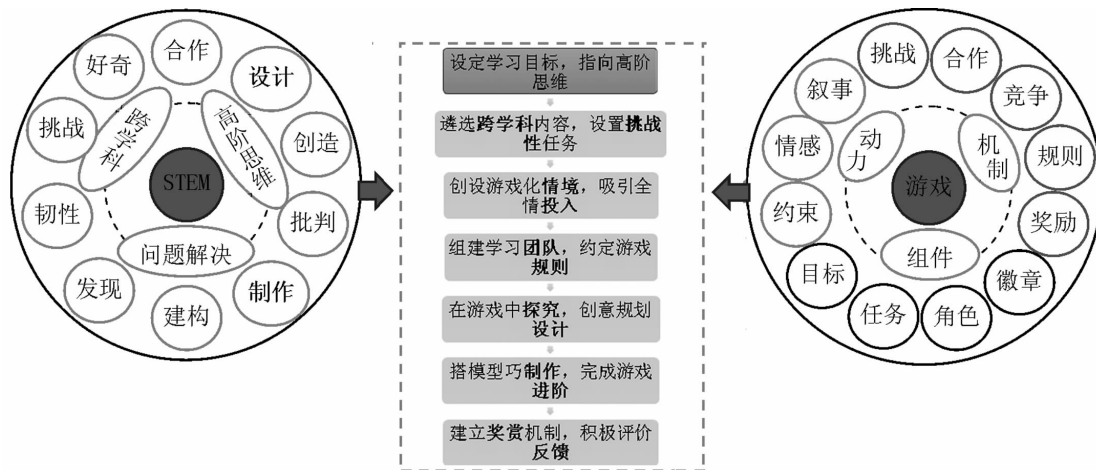 合作
好奇
设计
挑战
跨学科
高阶思维
创造
STEM
韧性
批判
问题解决
发现
制作
建构
设定学习目标，指向高阶
思维
遴选跨学科内容，设置挑战
性任务
创设游戏化情境，吸引全
情投入
组建学习团队，约定游戏
规则
在游戏中探究，创意规划
设计
搭模型巧制作，完成游戏
进阶
建立奖赏机制，积极评价
反馈
挑战
合作
叙事
竞争
动力
机制
情感
规则
游戏
约束
奖励
组件
目标
徽章
任务
角色